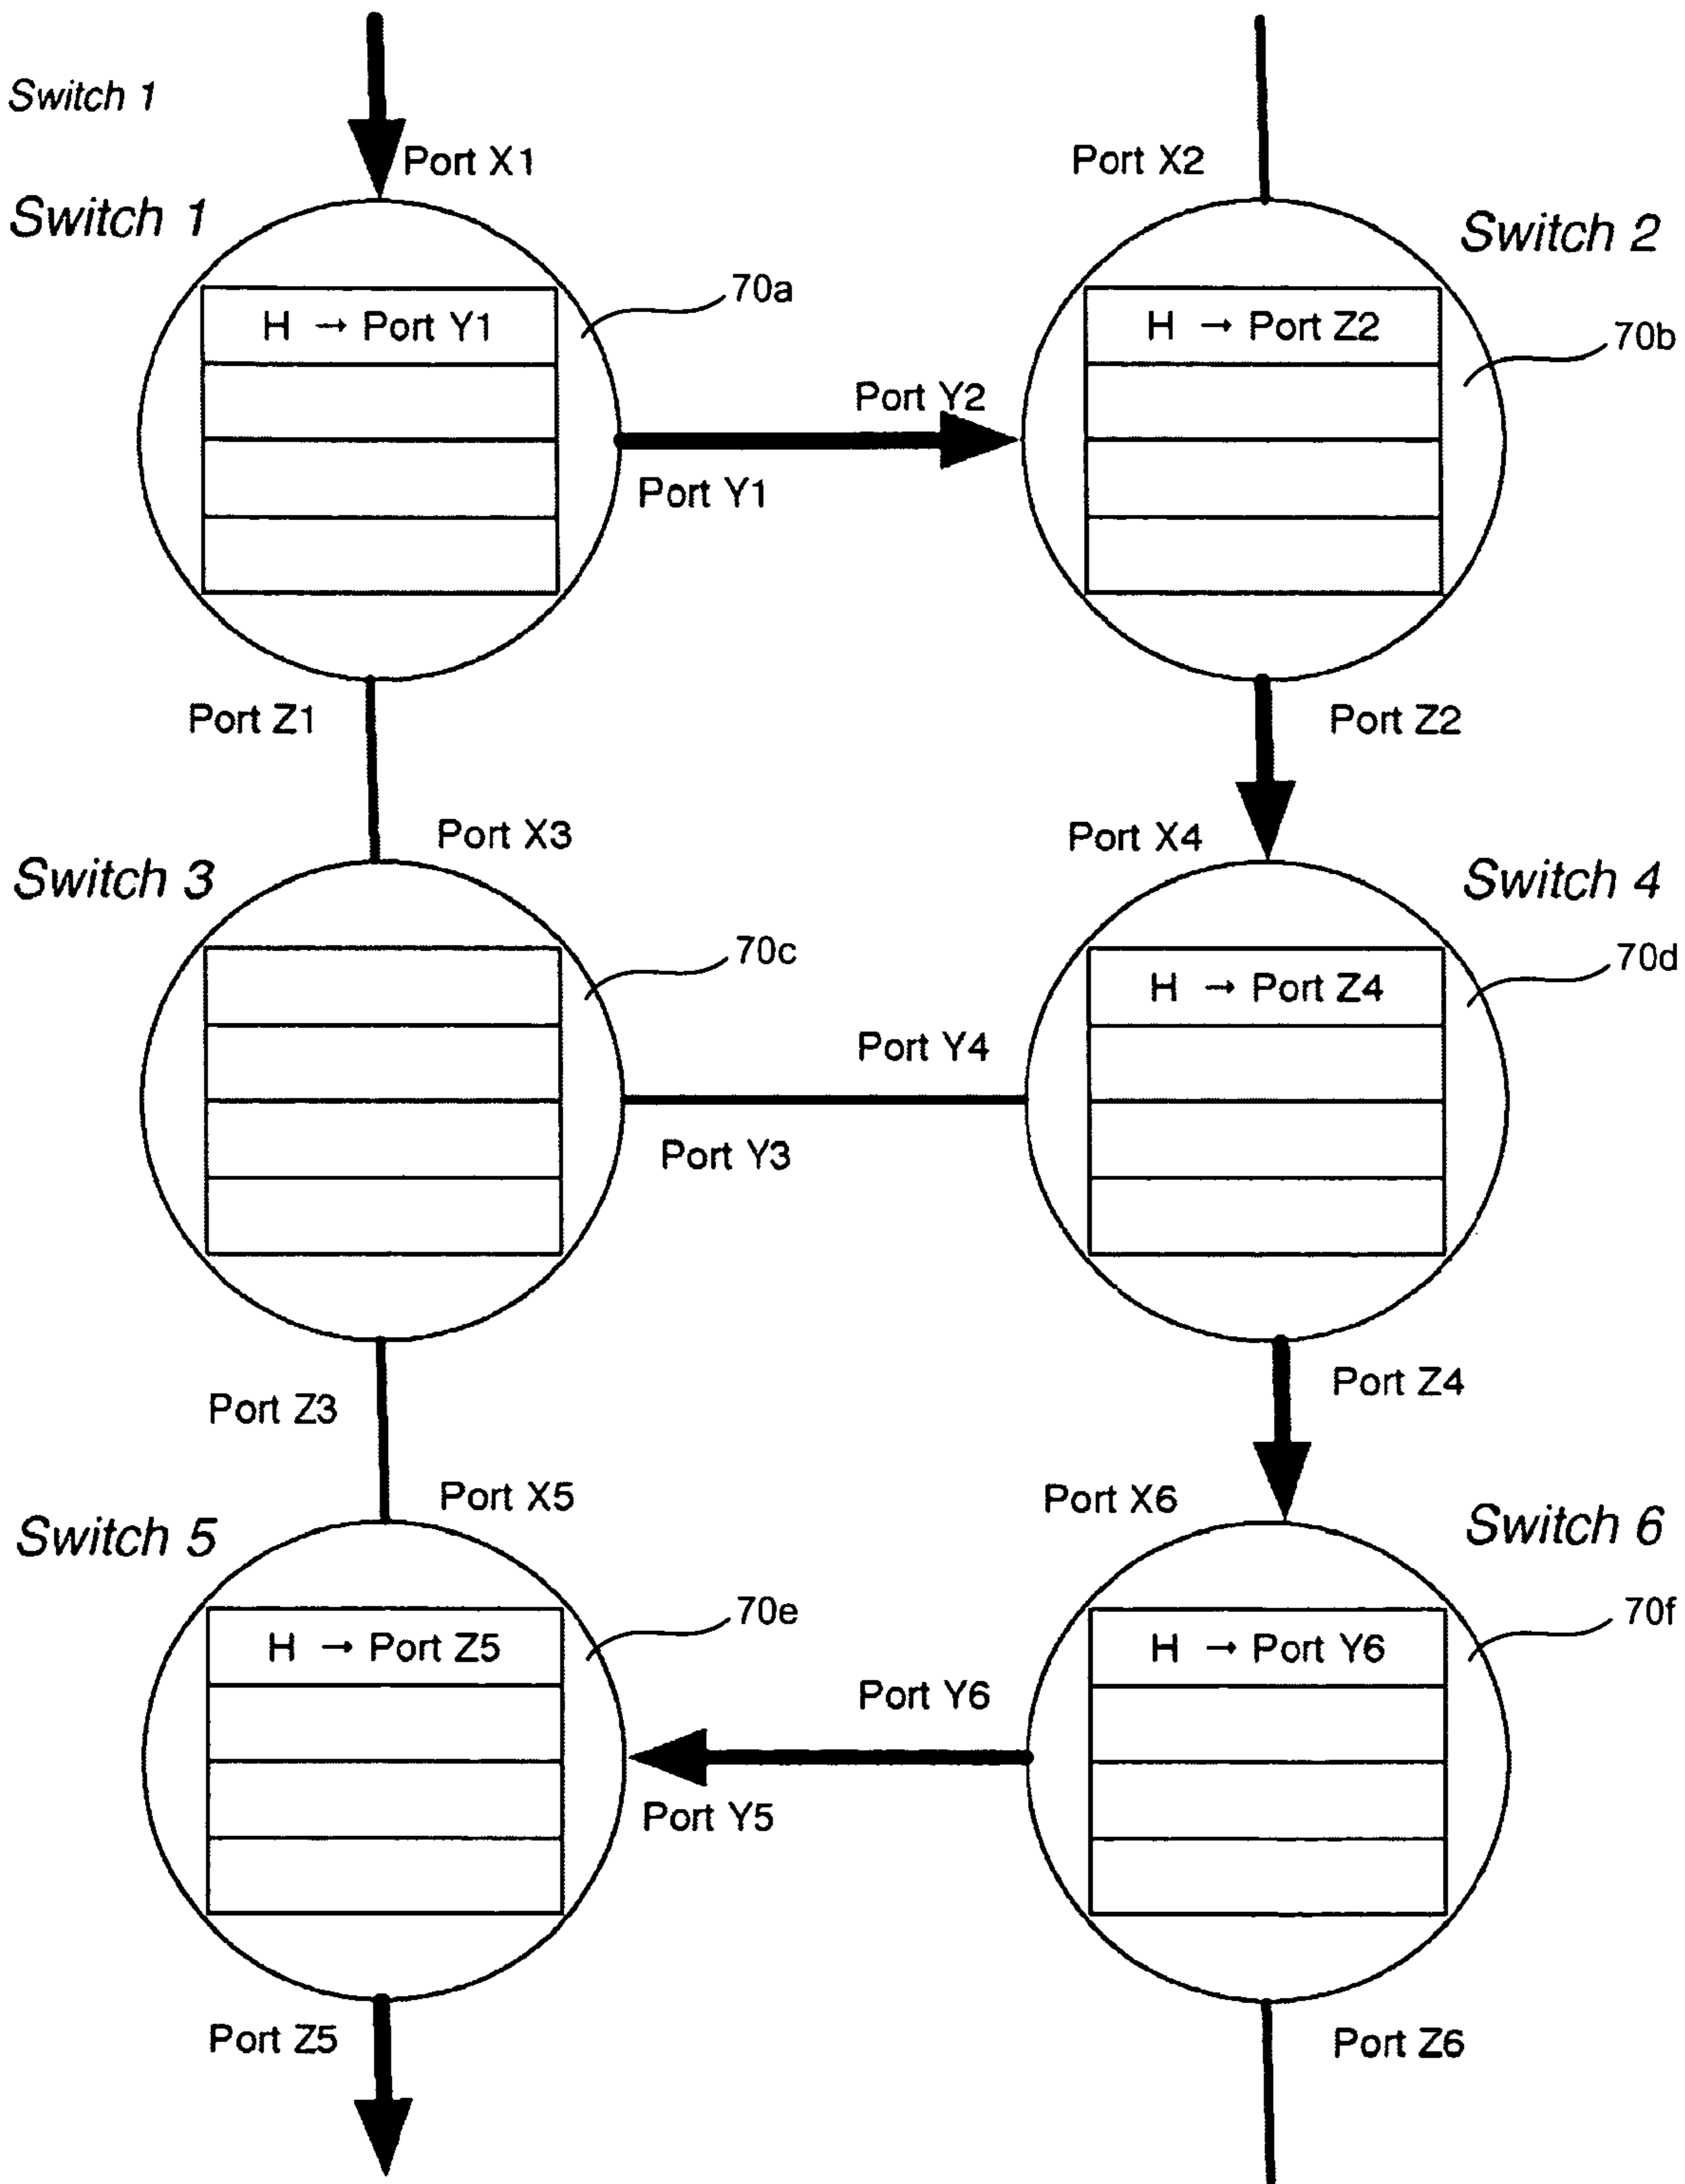 Switch 1
Port X1
Port X2
Switch 1
Switch 2
70a
H → Port Y1
H → Port Z2
70b
Port Y2
Port Y1
Port Z1
Port Z2
Port X3
Port X4
Switch 3
Switch 4
70c
70d
H → Port Z4
Port Y4
Port Y3
Port Z4
Port Z3
Port X5
Port X6
Switch 5
Switch 6
70e
70f
H → Port Z5
H → Port Y6
Port Y6
Port Y5
Port Z5
Port Z6